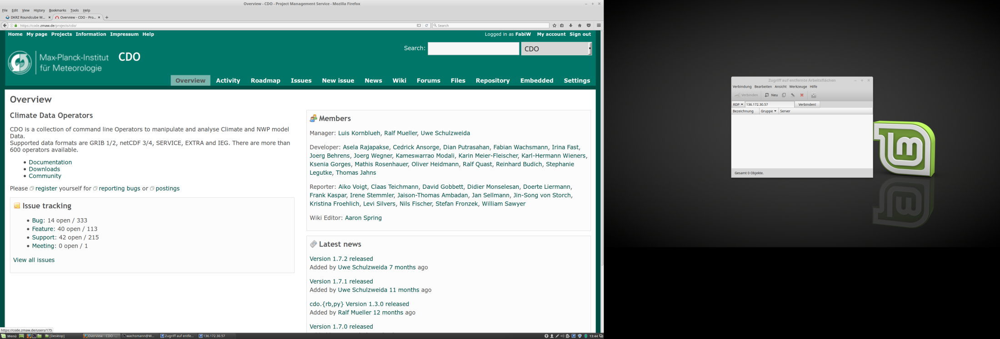 Overview - CDO - Project Management Service - Mozilla Firefox
File Edit View History Bookmarks Tools Help
DKRZ Roundcube W... Overview - CDO - Pro...
https://code.zmaw.de/projects/cdo/
Search
Home My page Projects Information Impressum Help
Logged in as FabiW My account Sign out
Search: CDO
Max-Planck-Institut
für Meteorologie
CDO
Overview Activity Roadmap Issues New issue News Wiki Forums Files Repository Embedded Settings
Overview
Climate Data Operators
CDO is a collection of command line Operators to manipulate and analyse Climate and NWP model
Data.
Supported data formats are GRIB 1/2, netCDF 3/4, SERVICE, EXTRA and IEG. There are more than
600 operators available.
• Documentation
• Downloads
• Community
Please register yourself for reporting bugs or postings
Issue tracking
• Bug: 14 open / 333
• Feature: 40 open / 113
• Support: 42 open / 215
• Meeting: 0 open / 1
View all issues
Members
Manager: Luis Kornblueh, Ralf Mueller, Uwe Schulzweida
Developer: Asela Rajapakse, Cedrick Ansorge, Dian Putrasahan, Fabian Wachsmann, Irina Fast,
Joerg Behrens, Joerg Wegner, Kameswarrao Modali, Karin Meier-Fleischer, Karl-Hermann Wieners,
Ksenia Gorges, Mathis Rosenhauer, Oliver Heidmann, Ralf Quast, Reinhard Budich, Stephanie
Legutke, Thomas Jahns
Reporter: Aiko Voigt, Claas Teichmann, David Gobbett, Didier Monselesan, Doerte Liermann,
Frank Kaspar, Irene Stemmler, Jaison-Thomas Ambadan, Jan Sellmann, Jin-Song von Storch,
Kristina Froehlich, Levi Silvers, Nils Fischer, Stefan Fronzek, William Sawyer
Wiki Editor: Aaron Spring
Latest news
Version 1.7.2 released
Added by Uwe Schulzweida 7 months ago
Version 1.7.1 released
Added by Uwe Schulzweida 11 months ago
cdo.{rb,py} Version 1.3.0 released
Added by Ralf Mueller 12 months ago
Version 1.7.0 released
https://code.zmaw.de/users/175
Menü [Desktop] Overview - CDO -... wachsmann@W... Zugriff auf entfe... 136.172.30.57 13:44
Zugriff auf entfernte Arbeitsflächen
Verbindung Bearbeiten Ansicht Werkzeuge Hilfe
Verbinden Neu
RDP 136.172.30.57 Verbinden!
Bezeichnung Gruppe Server
Gesamt 0 Objekte.